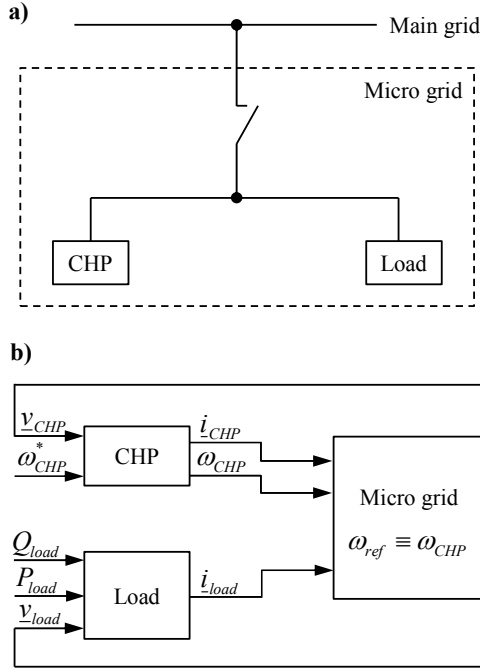 a)
Main grid
Micro grid
CHP
Load
b)
v_CHP
ω*_CHP
CHP
i_CHP
ω_CHP
Micro grid
ω_ref ≡ ω_CHP
Q_load
P_load
v_load
Load
i_load